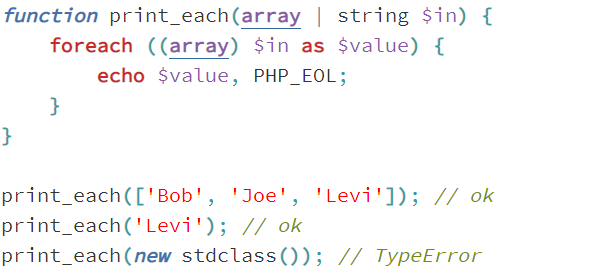 function print_each(array | string $in) {
    foreach ((array) $in as $value) {
        echo $value, PHP_EOL;
    }
}

print_each(['Bob', 'Joe', 'Levi']); // ok
print_each('Levi'); // ok
print_each(new stdclass()); // TypeError